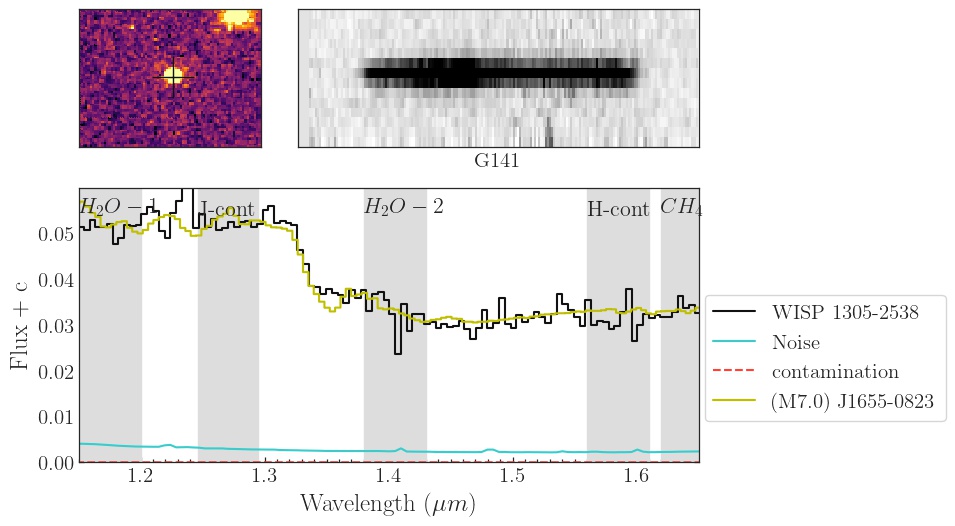 G141
H₂O − 1
J-cont
H₂O − 2
H-cont
CH₄
0.05
0.04
0.03
0.02
0.01
0.00
Flux + c
1.2
1.3
1.4
1.5
1.6
Wavelength (μm)
WISP 1305-2538
Noise
contamination
(M7.0) J1655-0823